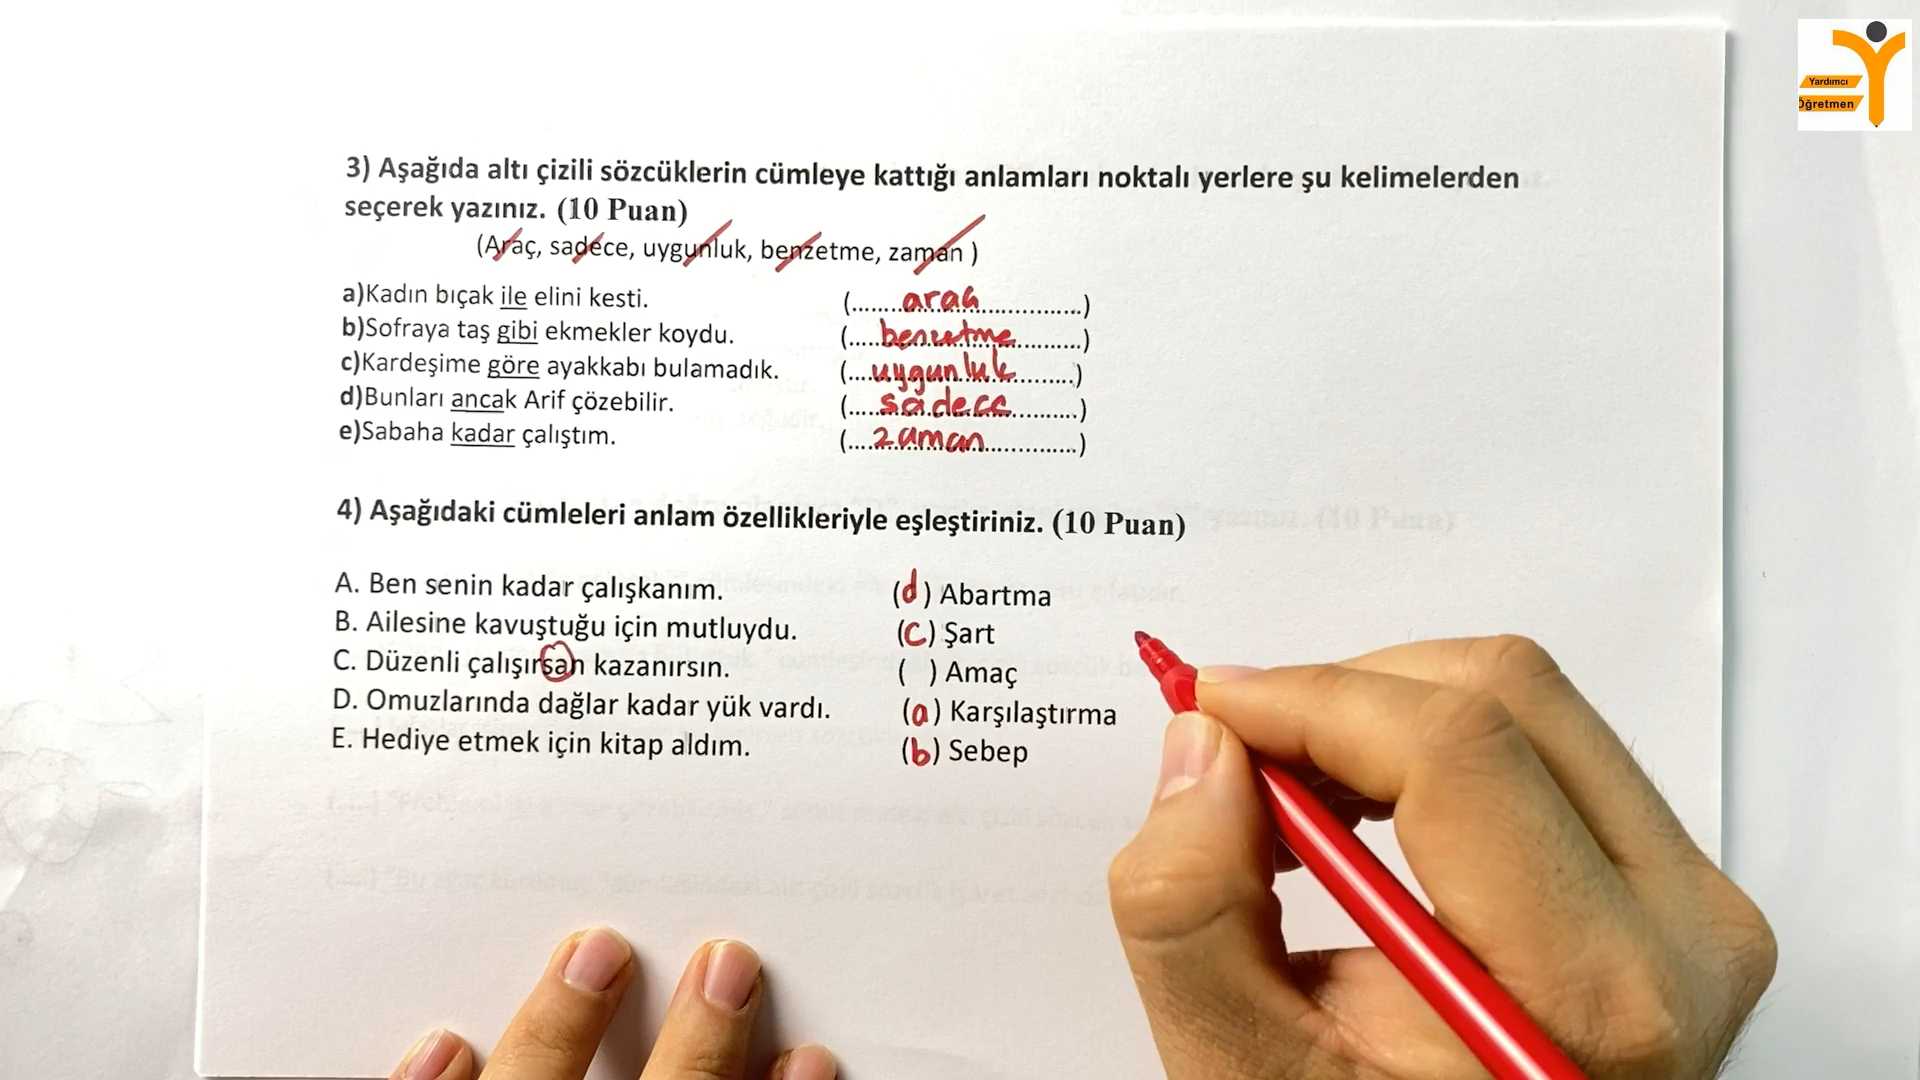 Yardımcı
Öğretmen
3) Aşağıda altı çizili sözcüklerin cümleye kattığı anlamları noktalı yerlere şu kelimelerden
seçerek yazınız. (10 Puan)
(Araç, sadece, uygunluk, benzetme, zaman )
a)Kadın bıçak ile elini kesti. (.......araç...............)
b)Sofraya taş gibi ekmekler koydu. (.....benzetme..........)
c)Kardeşime göre ayakkabı bulamadık. (....uygunluk.........)
d)Bunları ancak Arif çözebilir. (.....sadece..........)
e)Sabaha kadar çalıştım. (....zaman.............)
4) Aşağıdaki cümleleri anlam özellikleriyle eşleştiriniz. (10 Puan)
A. Ben senin kadar çalışkanım. (d) Abartma
B. Ailesine kavuştuğu için mutluydu. (c) Şart
C. Düzenli çalışırsan kazanırsın. ( ) Amaç
D. Omuzlarında dağlar kadar yük vardı. (a) Karşılaştırma
E. Hediye etmek için kitap aldım. (b) Sebep